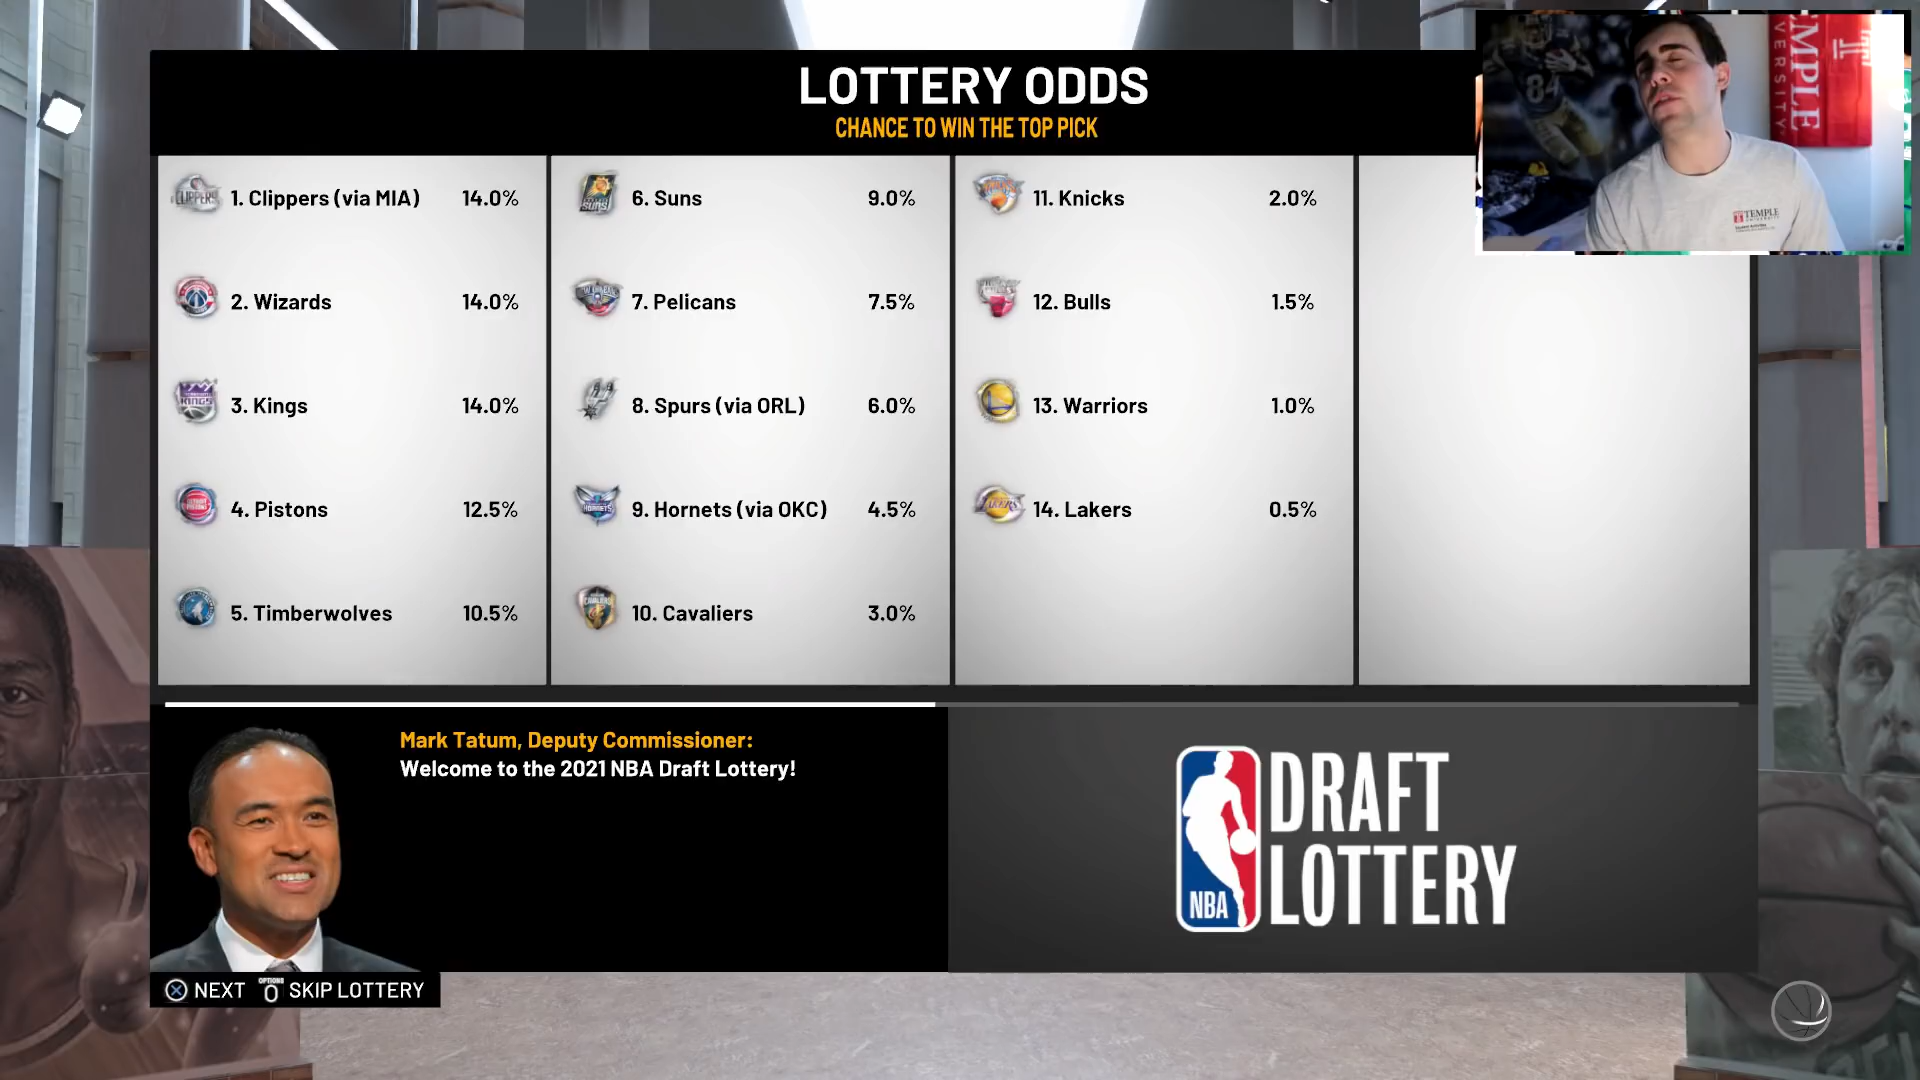 LOTTERY ODDS
CHANCE TO WIN THE TOP PICK
1. Clippers (via MIA) 14.0%
2. Wizards 14.0%
3. Kings 14.0%
4. Pistons 12.5%
5. Timberwolves 10.5%
6. Suns 9.0%
7. Pelicans 7.5%
8. Spurs (via ORL) 6.0%
9. Hornets (via OKC) 4.5%
10. Cavaliers 3.0%
11. Knicks 2.0%
12. Bulls 1.5%
13. Warriors 1.0%
14. Lakers 0.5%
84
TEMPLE
UNIVERSITY
Mark Tatum, Deputy Commissioner:
Welcome to the 2021 NBA Draft Lottery!
NBA
DRAFT
LOTTERY
NEXT OPTIONS SKIP LOTTERY